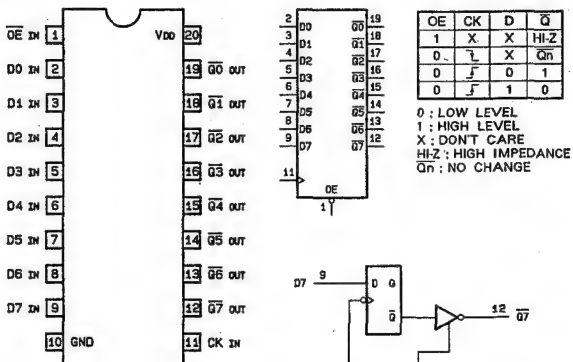 OE IN 1
VDD 20
D0 IN 2
19 Q0 OUT
D1 IN 3
18 Q1 OUT
D2 IN 4
17 Q2 OUT
D3 IN 5
16 Q3 OUT
D4 IN 6
15 Q4 OUT
D5 IN 7
14 Q5 OUT
D6 IN 8
13 Q6 OUT
D7 IN 9
12 Q7 OUT
10 GND
11 CK IN
2 D0 Q0 19
3 D1 Q1 18
4 D2 Q2 17
5 D3 Q3 16
6 D4 Q4 15
7 D5 Q5 14
8 D6 Q6 13
9 D7 Q7 12
11
OE
1
OE CK D Q
1 X X HI-Z
0 X Qn
0 0 1
0 1 0
0 : LOW LEVEL
1 : HIGH LEVEL
X : DON'T CARE
HI-Z : HIGH IMPEDANCE
Qn : NO CHANGE
D7 9 D Q
Q 12 Q7